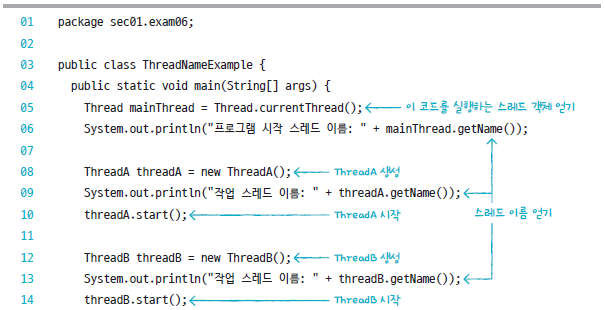 01 package sec01.exam06;
02
03 public class ThreadNameExample {
04 public static void main(String[] args) {
05 Thread mainThread = Thread.currentThread(); 이 코드를 실행하는 스레드 객체 얻기
06 System.out.println("프로그램 시작 스레드 이름: " + mainThread.getName());
07
08 ThreadA threadA = new ThreadA(); ThreadA 생성
09 System.out.println("작업 스레드 이름: " + threadA.getName());
10 threadA.start(); ThreadA 시작 스레드 이름 얻기
11
12 ThreadB threadB = new ThreadB(); ThreadB 생성
13 System.out.println("작업 스레드 이름: " + threadB.getName());
14 threadB.start(); ThreadB 시작